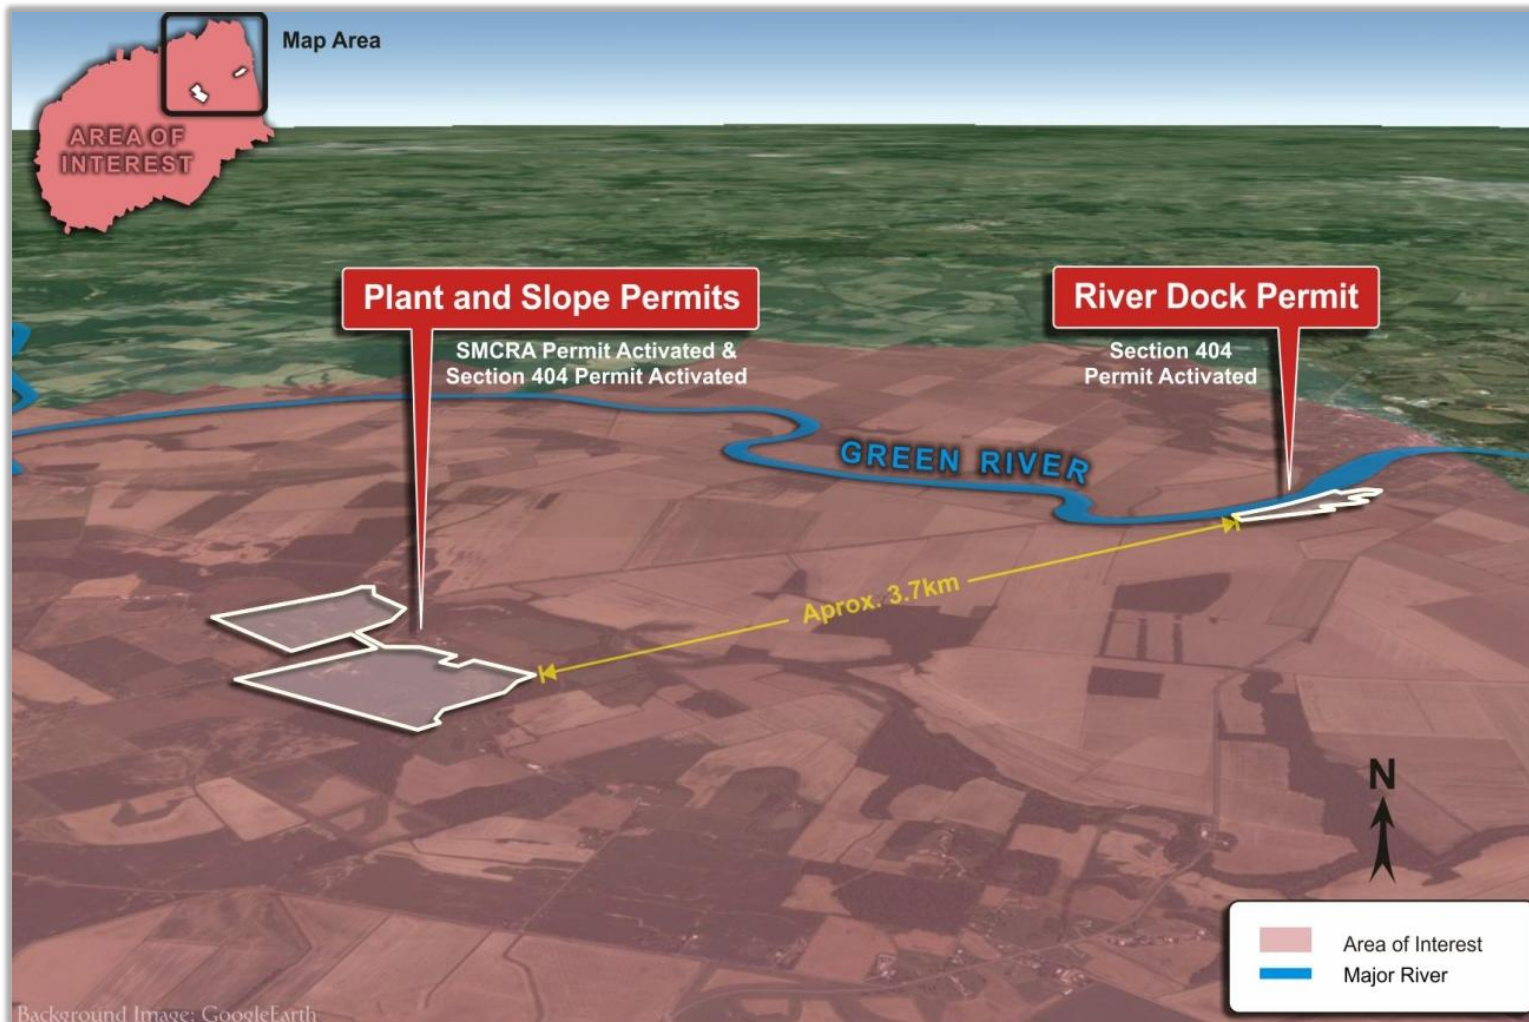 Map Area
AREA OF
INTEREST
Plant and Slope Permits
SMCRA Permit Activated &
Section 404 Permit Activated
River Dock Permit
Section 404
Permit Activated
GREEN RIVER
Aprox. 3.7km
N
Area of Interest
Major River
Background Image: GoogleEarth